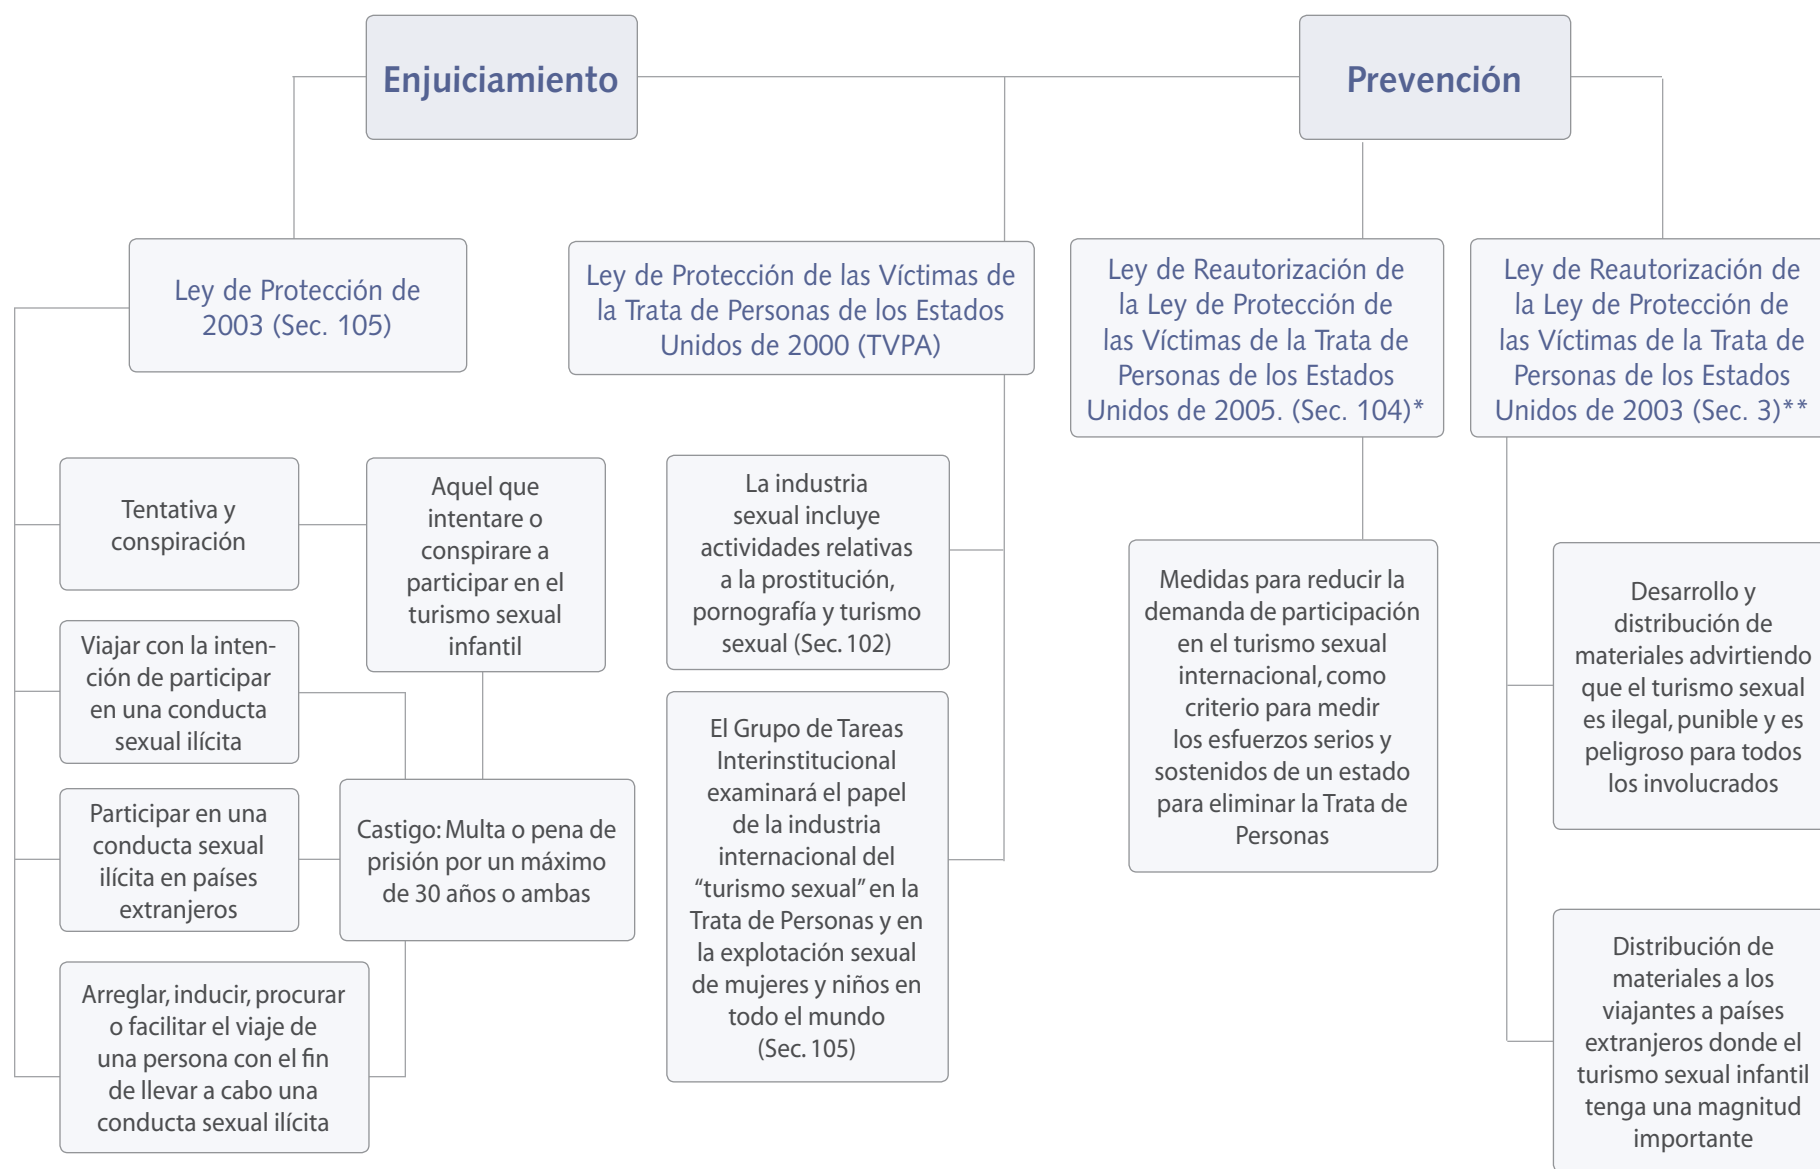 Enjuiciamiento
Prevención
Ley de Protección de
2003 (Sec. 105)
Ley de Protección de las Víctimas de
la Trata de Personas de los Estados
Unidos de 2000 (TVPA)
Ley de Reautorización de
la Ley de Protección de
las Víctimas de la Trata de
Personas de los Estados
Unidos de 2005. (Sec. 104)*
Ley de Reautorización de
la Ley de Protección de
las Víctimas de la Trata de
Personas de los Estados
Unidos de 2003 (Sec. 3)**
Tentativa y
conspiración
Aquel que
intentare o
conspirare a
participar en el
turismo sexual
infantil
Viajar con la inten-
ción de participar
en una conducta
sexual ilícita
Participar en una
conducta sexual
ilícita en países
extranjeros
Castigo: Multa o pena de
prisión por un máximo
de 30 años o ambas
Arreglar, inducir, procurar
o facilitar el viaje de
una persona con el fin
de llevar a cabo una
conducta sexual ilícita
La industria
sexual incluye
actividades relativas
a la prostitución,
pornografía y turismo
sexual (Sec. 102)
El Grupo de Tareas
Interinstitucional
examinará el papel
de la industria
internacional del
“turismo sexual” en la
Trata de Personas y en
la explotación sexual
de mujeres y niños en
todo el mundo
(Sec. 105)
Medidas para reducir la
demanda de participación
en el turismo sexual
internacional, como
criterio para medir
los esfuerzos serios y
sostenidos de un estado
para eliminar la Trata de
Personas
Desarrollo y
distribución de
materiales advirtiendo
que el turismo sexual
es ilegal, punible y es
peligroso para todos
los involucrados
Distribución de
materiales a los
viajantes a países
extranjeros donde el
turismo sexual infantil
tenga una magnitud
importante